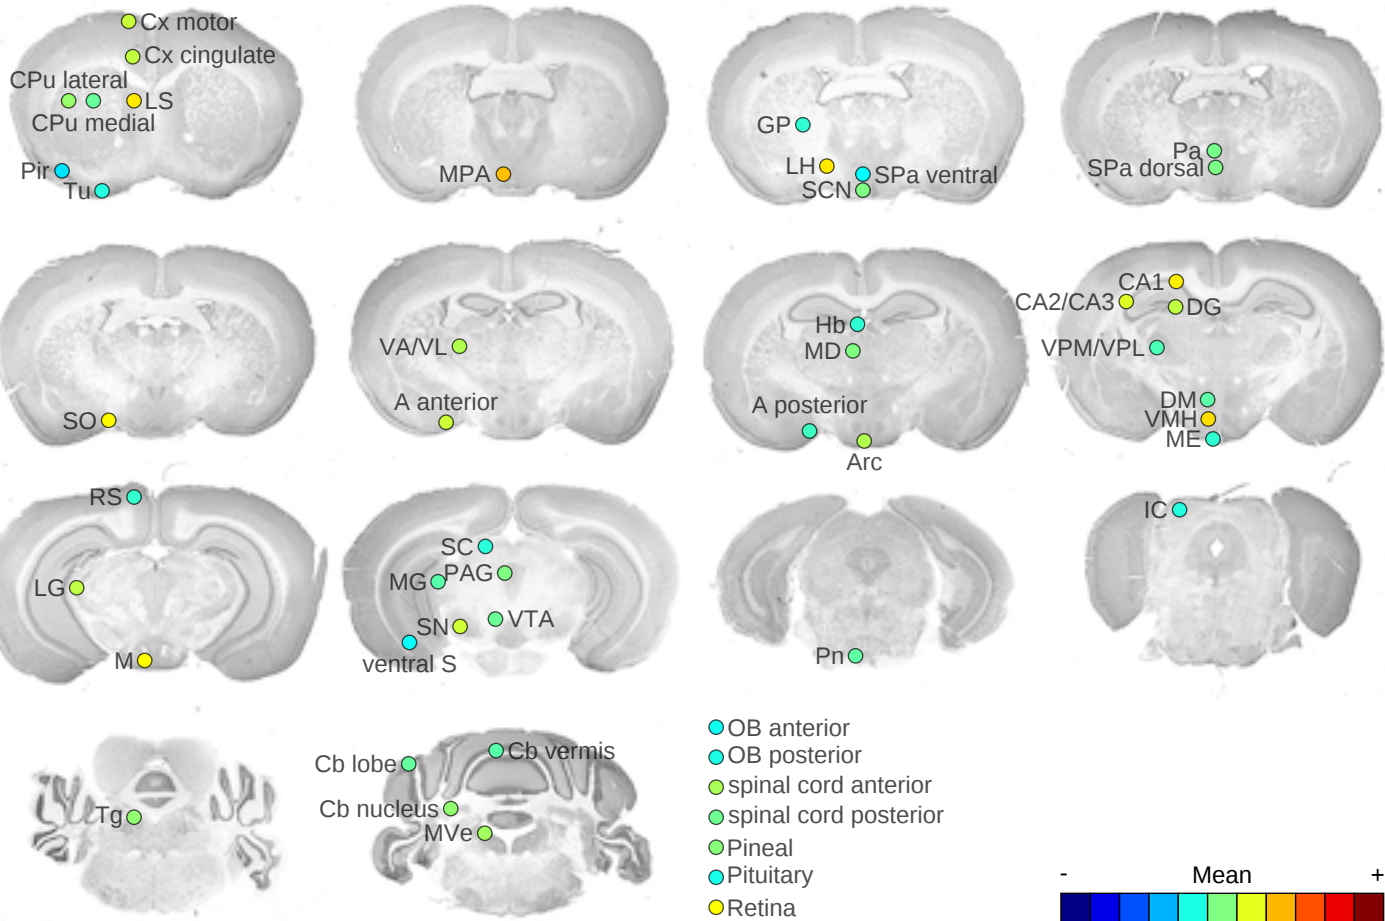 Cx motor
Cx cingulate
CPu lateral
LS
CPu medial
Pir
Tu
MPA
GP
LH
SPa ventral
SCN
Pa
SPa dorsal
SO
VA/VL
A anterior
Hb
MD
A posterior
Arc
CA1
CA2/CA3
DG
VPM/VPL
DM
VMH
ME
RS
LG
M
SC
PAG
MG
VTA
SN
ventral S
Pn
IC
Tg
Cb vermis
Cb lobe
Cb nucleus
MVe
OB anterior
OB posterior
spinal cord anterior
spinal cord posterior
Pineal
Pituitary
Retina
- Mean +